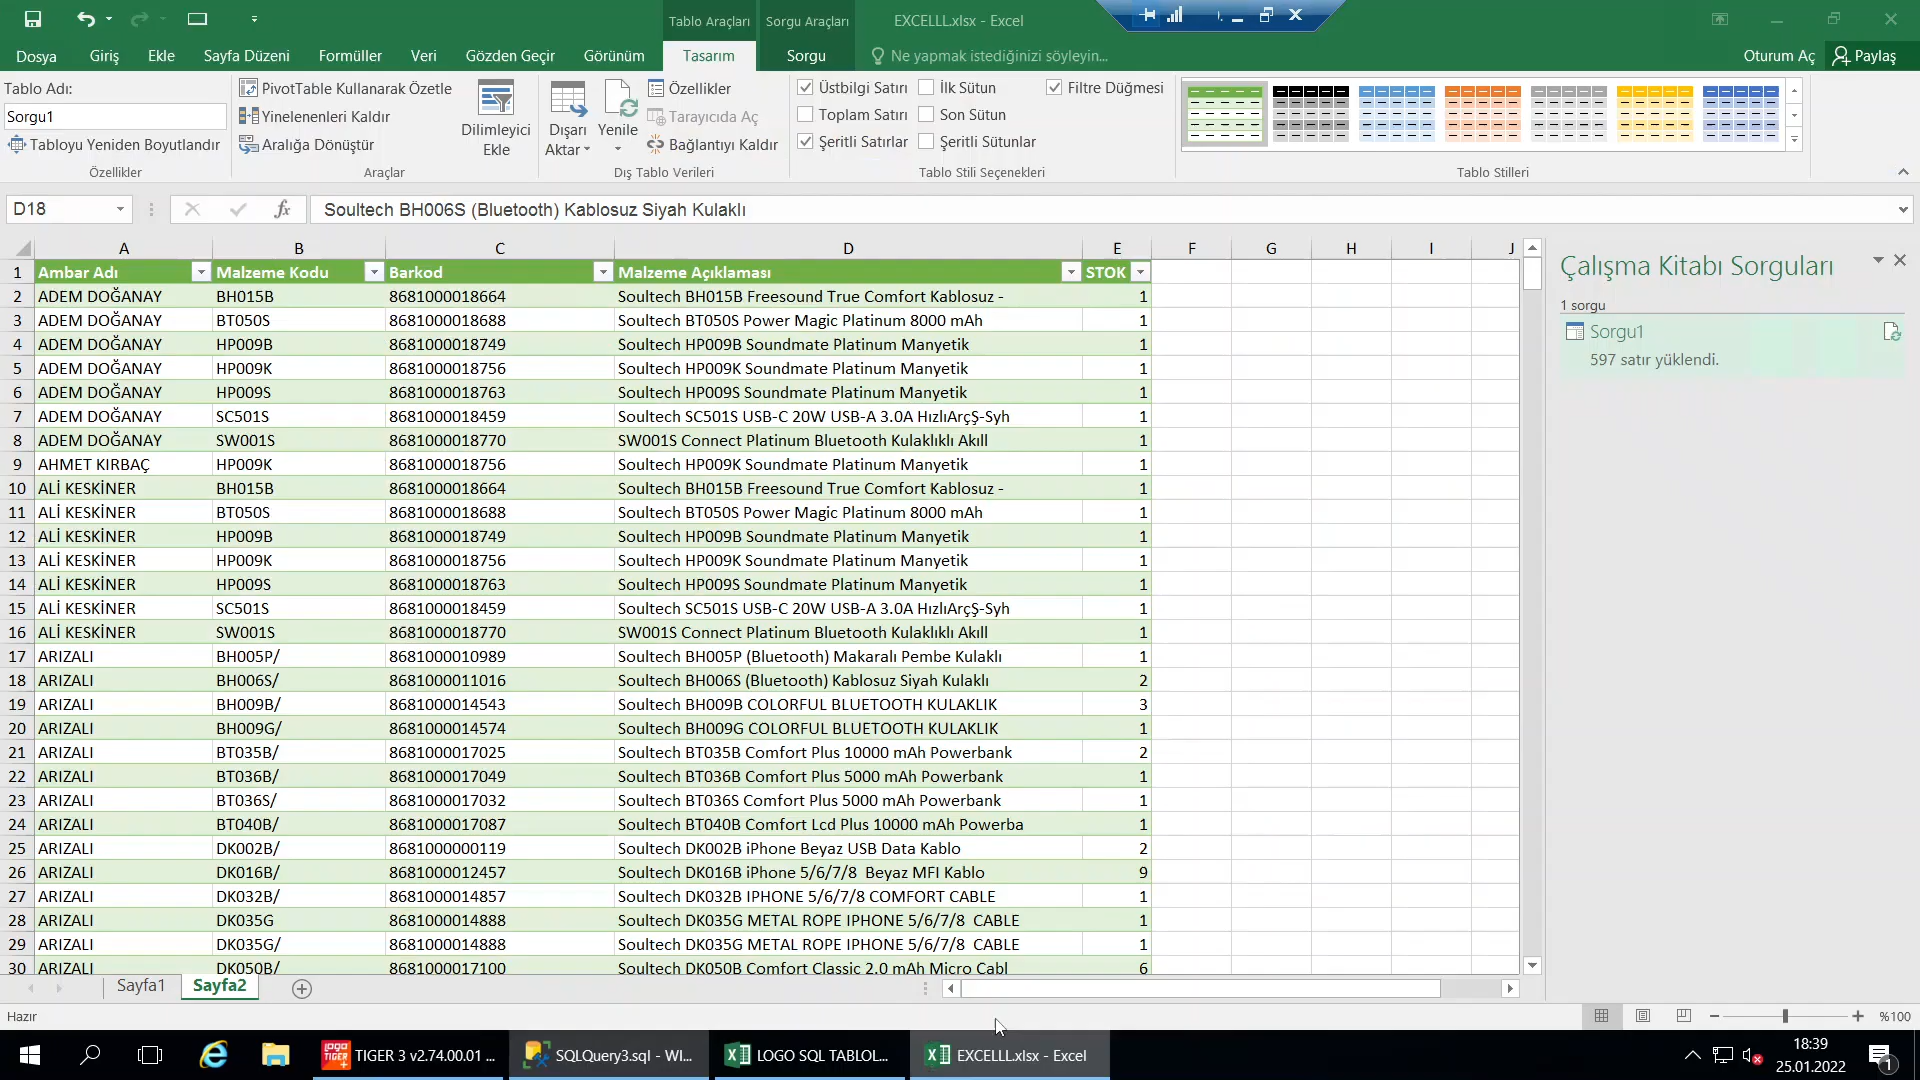 Tablo Araçları
Sorgu Araçları
EXCELLL.xlsx - Excel
Dosya
Giriş
Ekle
Sayfa Düzeni
Formüller
Veri
Gözden Geçir
Görünüm
Tasarım
Sorgu
Ne yapmak istediğinizi söyleyin...
Oturum Aç
Paylaş
Tablo Adı:
Sorgu1
Tabloyu Yeniden Boyutlandır
Özellikler
PivotTable Kullanarak Özetle
Yinelenenleri Kaldır
Aralığa Dönüştür
Dilimleyici
Ekle
Araçlar
Dışarı
Aktar
Yenile
Özellikler
Tarayıcıda Aç
Bağlantıyı Kaldır
Dış Tablo Verileri
Üstbilgi Satırı
Toplam Satırı
Şeritli Satırlar
İlk Sütun
Son Sütun
Şeritli Sütunlar
Filtre Düğmesi
Tablo Stili Seçenekleri
Tablo Stilleri
D18
fx
Soultech BH006S (Bluetooth) Kablosuz Siyah Kulaklı
A B C D E F G H I J
1 Ambar Adı Malzeme Kodu Barkod Malzeme Açıklaması STOK
2 ADEM DOĞANAY BH015B 8681000018664 Soultech BH015B Freesound True Comfort Kablosuz - 1
3 ADEM DOĞANAY BT050S 8681000018688 Soultech BT050S Power Magic Platinum 8000 mAh 1
4 ADEM DOĞANAY HP009B 8681000018749 Soultech HP009B Soundmate Platinum Manyetik 1
5 ADEM DOĞANAY HP009K 8681000018756 Soultech HP009K Soundmate Platinum Manyetik 1
6 ADEM DOĞANAY HP009S 8681000018763 Soultech HP009S Soundmate Platinum Manyetik 1
7 ADEM DOĞANAY SC501S 8681000018459 Soultech SC501S USB-C 20W USB-A 3.0A HızlıArçŞ-Syh 1
8 ADEM DOĞANAY SW001S 8681000018770 SW001S Connect Platinum Bluetooth Kulaklıklı Akıll 1
9 AHMET KIRBAÇ HP009K 8681000018756 Soultech HP009K Soundmate Platinum Manyetik 1
10 ALİ KESKİNER BH015B 8681000018664 Soultech BH015B Freesound True Comfort Kablosuz - 1
11 ALİ KESKİNER BT050S 8681000018688 Soultech BT050S Power Magic Platinum 8000 mAh 1
12 ALİ KESKİNER HP009B 8681000018749 Soultech HP009B Soundmate Platinum Manyetik 1
13 ALİ KESKİNER HP009K 8681000018756 Soultech HP009K Soundmate Platinum Manyetik 1
14 ALİ KESKİNER HP009S 8681000018763 Soultech HP009S Soundmate Platinum Manyetik 1
15 ALİ KESKİNER SC501S 8681000018459 Soultech SC501S USB-C 20W USB-A 3.0A HızlıArçŞ-Syh 1
16 ALİ KESKİNER SW001S 8681000018770 SW001S Connect Platinum Bluetooth Kulaklıklı Akıll 1
17 ARIZALI BH005P/ 8681000010989 Soultech BH005P (Bluetooth) Makaralı Pembe Kulaklı 1
18 ARIZALI BH006S/ 8681000011016 Soultech BH006S (Bluetooth) Kablosuz Siyah Kulaklı 2
19 ARIZALI BH009B/ 8681000014543 Soultech BH009B COLORFUL BLUETOOTH KULAKLIK 3
20 ARIZALI BH009G/ 8681000014574 Soultech BH009G COLORFUL BLUETOOTH KULAKLIK 1
21 ARIZALI BT035B/ 8681000017025 Soultech BT035B Comfort Plus 10000 mAh Powerbank 2
22 ARIZALI BT036B/ 8681000017049 Soultech BT036B Comfort Plus 5000 mAh Powerbank 1
23 ARIZALI BT036S/ 8681000017032 Soultech BT036S Comfort Plus 5000 mAh Powerbank 1
24 ARIZALI BT040B/ 8681000017087 Soultech BT040B Comfort Lcd Plus 10000 mAh Powerba 1
25 ARIZALI DK002B/ 8681000000119 Soultech DK002B iPhone Beyaz USB Data Kablo 2
26 ARIZALI DK016B/ 8681000012457 Soultech DK016B iPhone 5/6/7/8 Beyaz MFI Kablo 9
27 ARIZALI DK032B/ 8681000014857 Soultech DK032B IPHONE 5/6/7/8 COMFORT CABLE 1
28 ARIZALI DK035G 8681000014888 Soultech DK035G METAL ROPE IPHONE 5/6/7/8 CABLE 1
29 ARIZALI DK035G/ 8681000014888 Soultech DK035G METAL ROPE IPHONE 5/6/7/8 CABLE 1
30 ARIZALI DK050B/ 8681000017100 Soultech DK050B Comfort Classic 2.0 mAh Micro Cabl 6
Çalışma Kitabı Sorguları
1 sorgu
Sorgu1
597 satır yüklendi.
Sayfa1
Sayfa2
Hazır
%100
TIGER 3 v2.74.00.01 ...
SQLQuery3.sql - WI...
LOGO SQL TABLOL...
EXCELLL.xlsx - Excel
18:39
25.01.2022
1